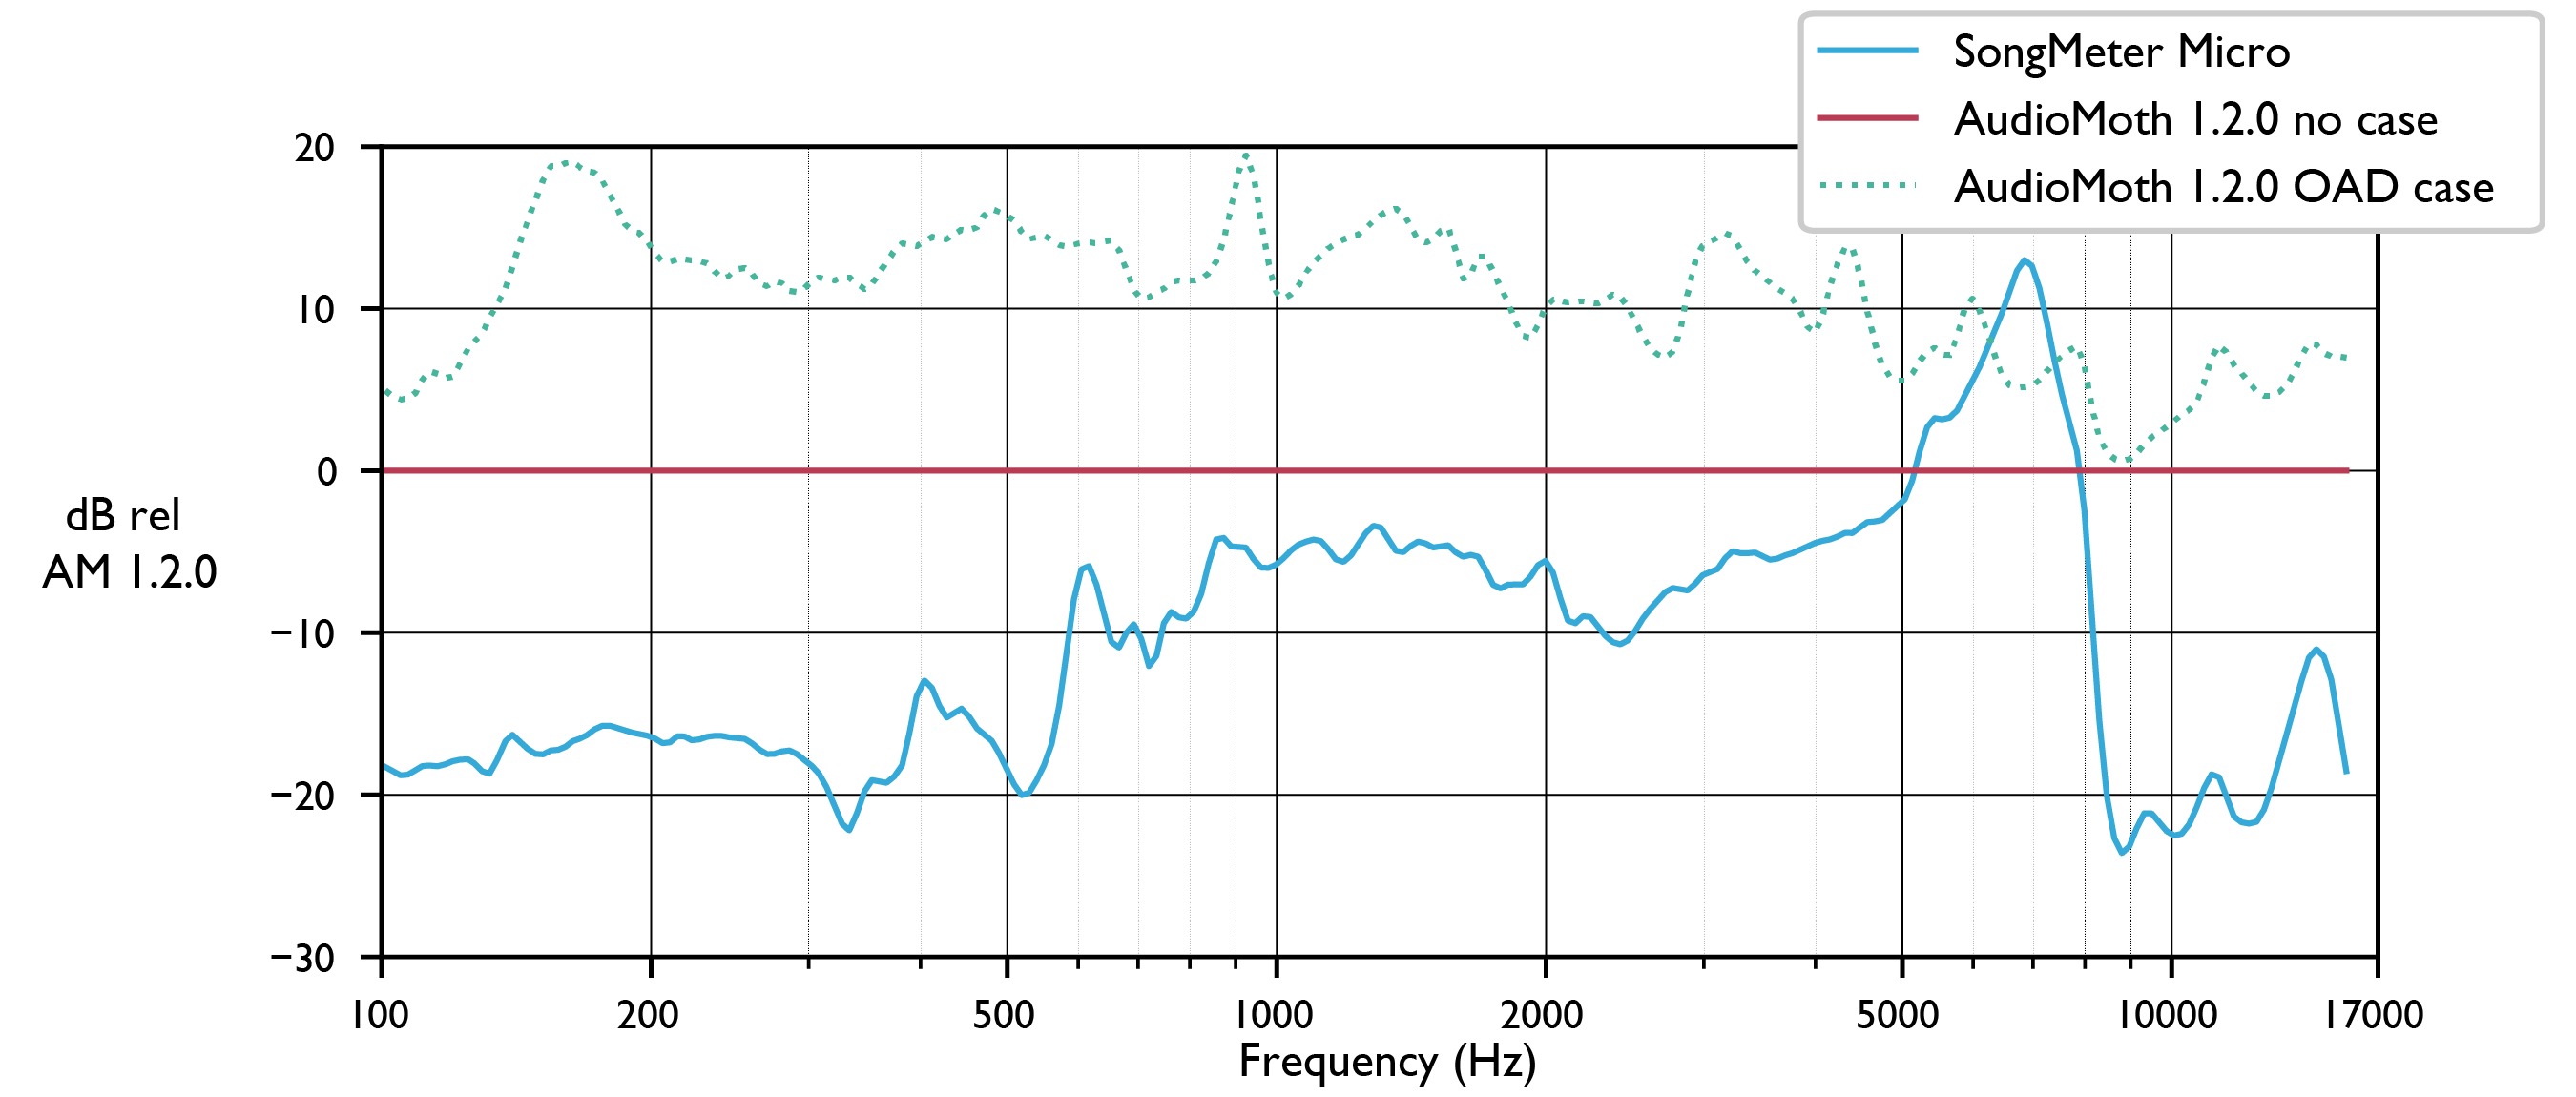 SongMeter Micro
AudioMoth 1.2.0 no case
AudioMoth 1.2.0 OAD case
20
10
0
−10
−20
−30
dB rel
AM 1.2.0
100 200 500 1000 2000 5000 10000 17000
Frequency (Hz)